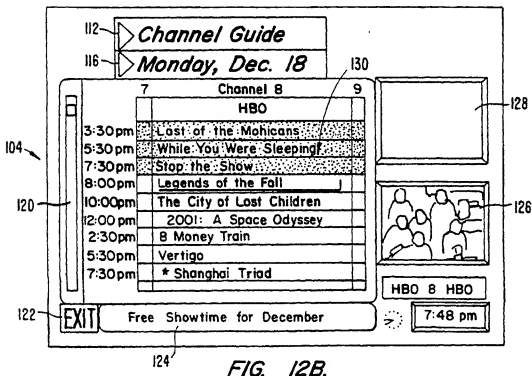 112
Channel Guide
116
Monday, Dec. 18
130
7 Channel 8 9
HBO
128
3:30pm Last of the Mohicans
5:30pm While You Were Sleeping
104
7:30pm Stop the Show
8:00pm Legends of the Fall
120
10:00pm The City of Lost Children
126
12:00 pm 2001: A Space Odyssey
2:30pm 8 Money Train
5:30pm Vertigo
7:30pm * Shanghai Triad
HBO 8 HBO
122
EXIT Free Showtime for December
7:48 pm
124
FIG. 12B.